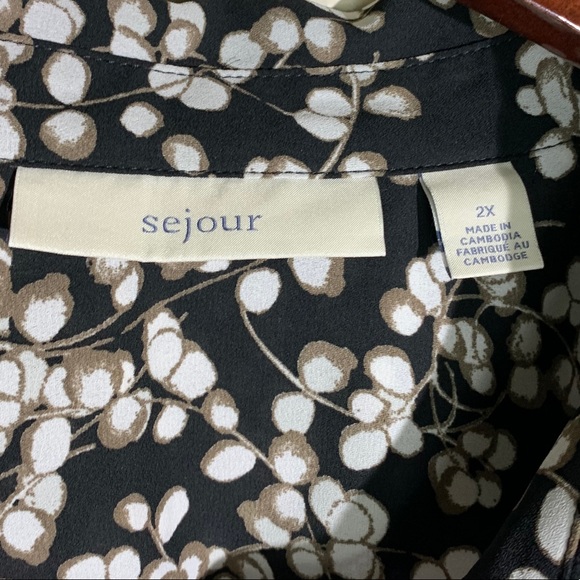 sejour
2X
MADE IN
CAMBODIA
FABRIQUÉ AU
CAMBODGE